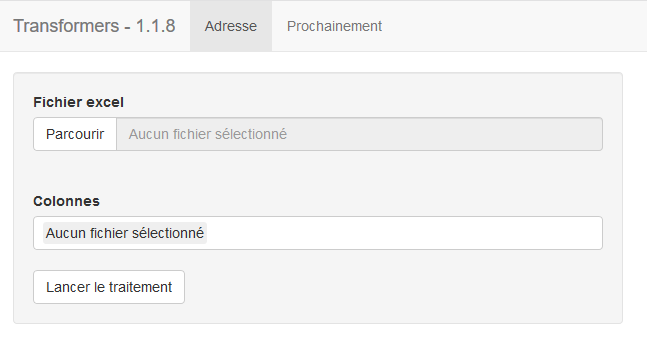 Transformers - 1.1.8 Adresse Prochainement
Fichier excel
Parcourir Aucun fichier sélectionné
Colonnes
Aucun fichier sélectionné
Lancer le traitement